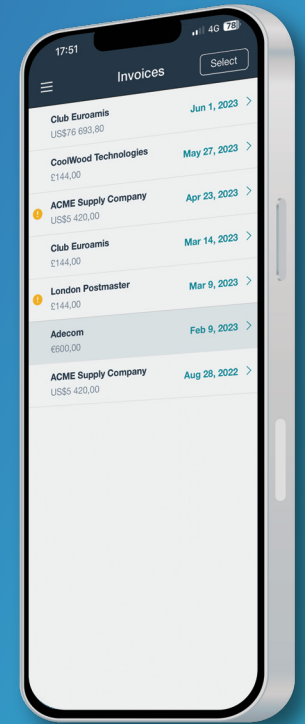 17:51
4G 78
Invoices
Select
Club Euroamis
Jun 1, 2023
US$76 693,80
CoolWood Technologies
May 27, 2023
£144,00
ACME Supply Company
Apr 23, 2023
US$5 420,00
Club Euroamis
Mar 14, 2023
£144,00
London Postmaster
Mar 9, 2023
£144,00
Adecom
Feb 9, 2023
€600,00
ACME Supply Company
Aug 28, 2022
US$5 420,00